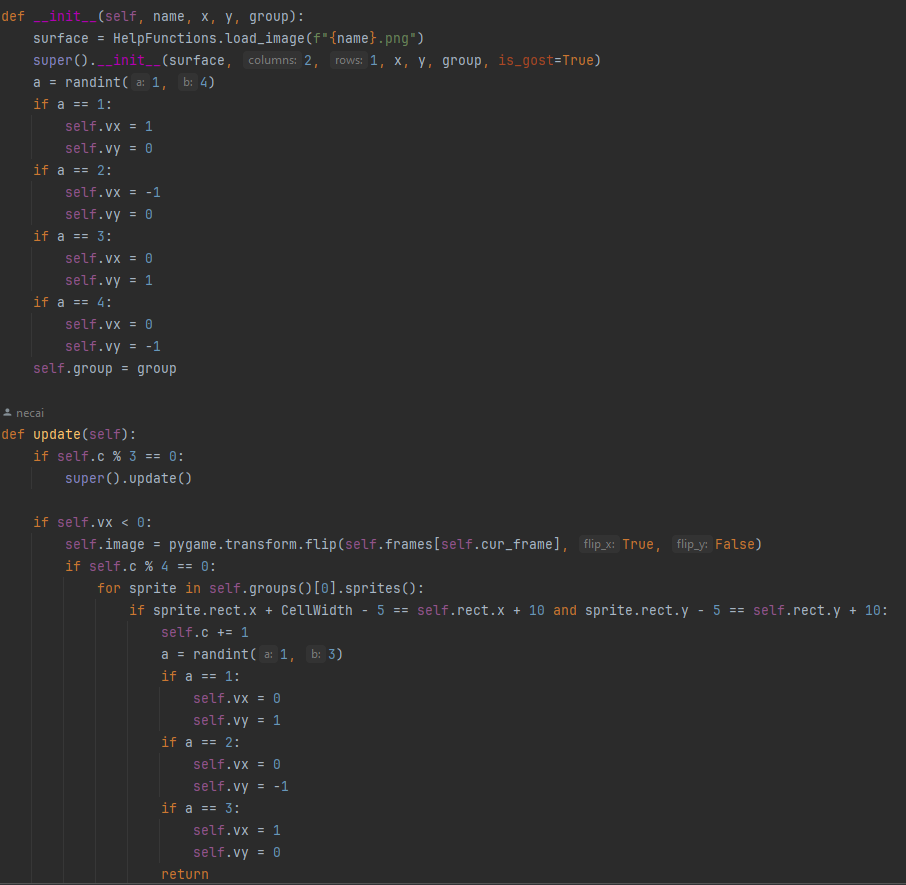 def __init__(self, name, x, y, group):
    surface = HelpFunctions.load_image(f"{name}.png")
    super().__init__(surface, columns: 2, rows: 1, x, y, group, is_gost=True)
    a = randint( a: 1, b: 4)
    if a == 1:
        self.vx = 1
        self.vy = 0
    if a == 2:
        self.vx = -1
        self.vy = 0
    if a == 3:
        self.vx = 0
        self.vy = 1
    if a == 4:
        self.vx = 0
        self.vy = -1
    self.group = group
necai
def update(self):
    if self.c % 3 == 0:
        super().update()
    if self.vx < 0:
        self.image = pygame.transform.flip(self.frames[self.cur_frame], flip_x: True, flip_y: False)
        if self.c % 4 == 0:
            for sprite in self.groups()[0].sprites():
                if sprite.rect.x + CellWidth - 5 == self.rect.x + 10 and sprite.rect.y - 5 == self.rect.y + 10:
                    self.c += 1
                    a = randint( a: 1, b: 3)
                    if a == 1:
                        self.vx = 0
                        self.vy = 1
                    if a == 2:
                        self.vx = 0
                        self.vy = -1
                    if a == 3:
                        self.vx = 1
                        self.vy = 0
                    return